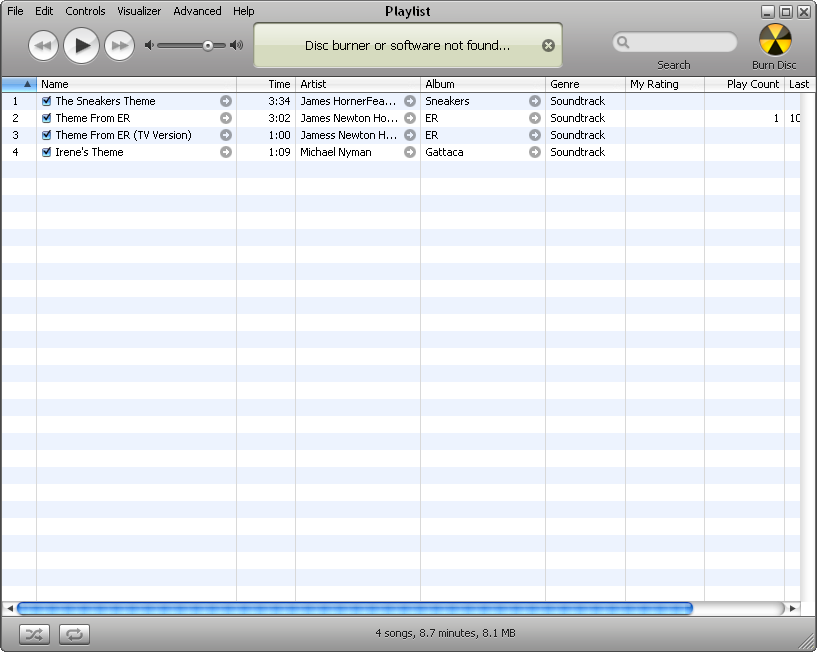 File Edit Controls Visualizer Advanced Help Playlist
Disc burner or software not found...
Search Burn Disc
Name Time Artist Album Genre My Rating Play Count Last
1 The Sneakers Theme 3:34 James HornerFea... Sneakers Soundtrack
2 Theme From ER 3:02 James Newton Ho... ER Soundtrack 1 10
3 Theme From ER (TV Version) 1:00 Jamess Newton H... ER Soundtrack
4 Irene's Theme 1:09 Michael Nyman Gattaca Soundtrack
4 songs, 8.7 minutes, 8.1 MB